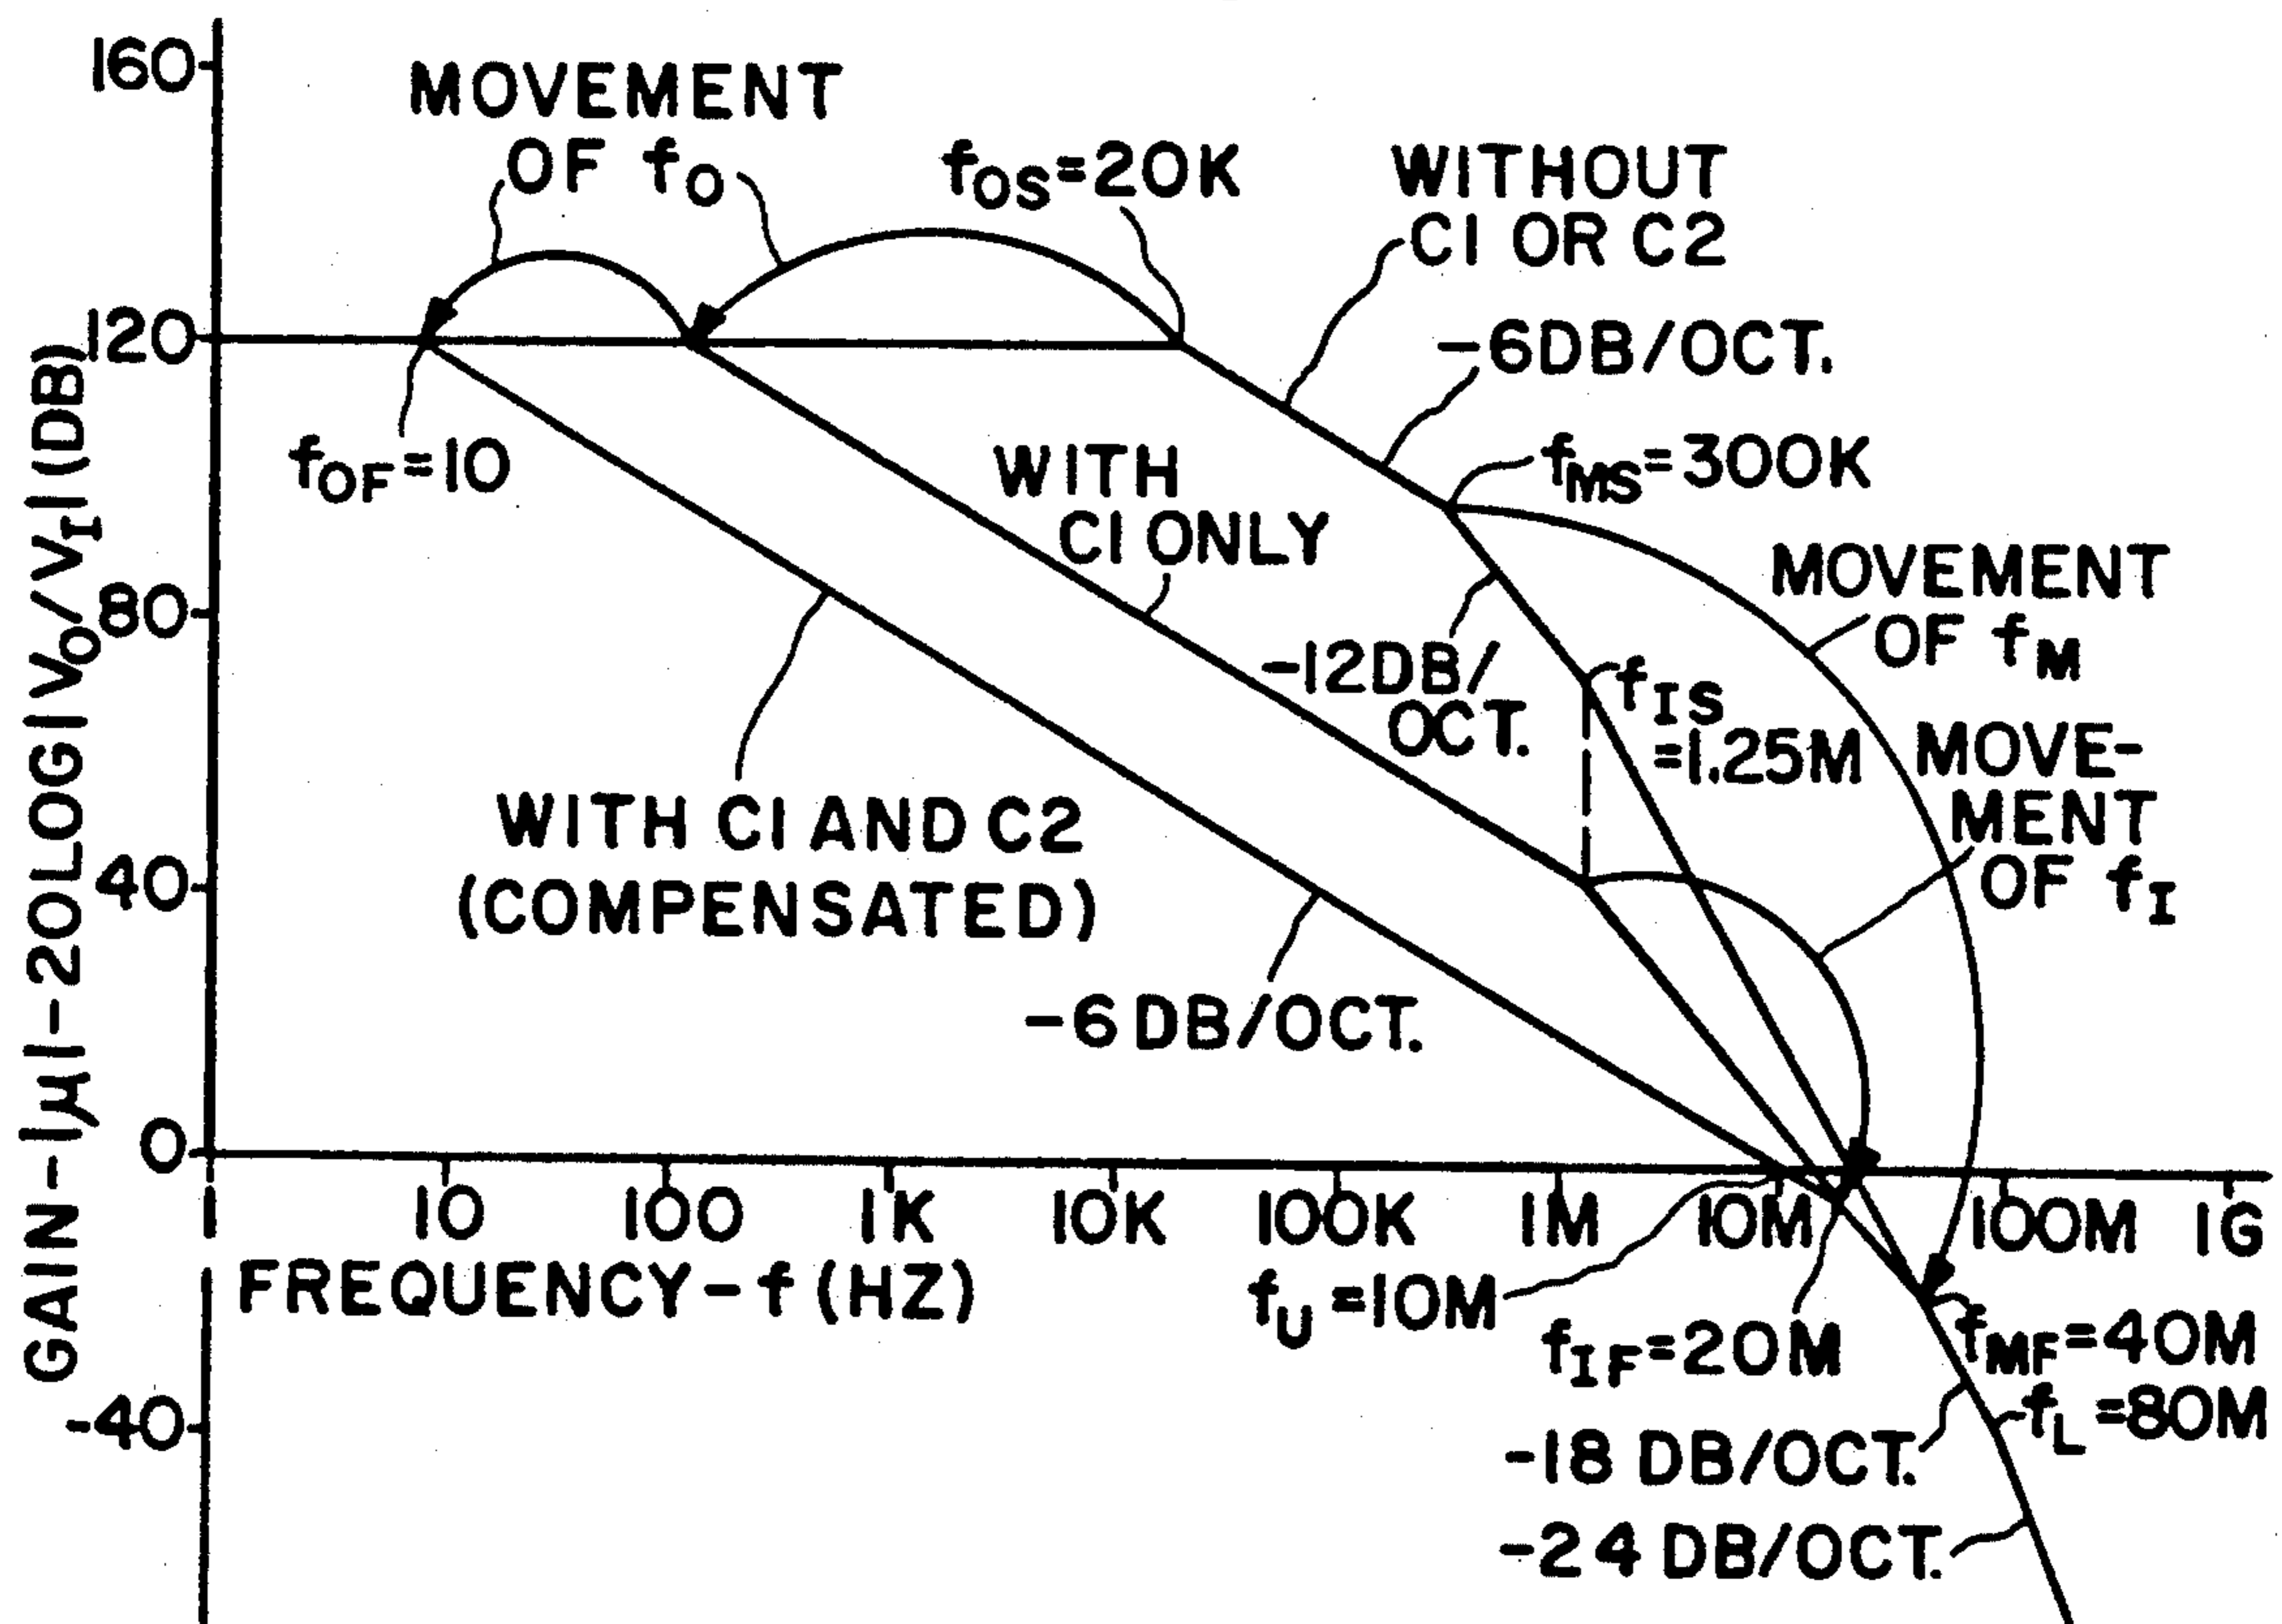 160
MOVEMENT
OF fO
fOS=20K
WITHOUT
C1 OR C2
120
-6DB/OCT.
fOF=10
WITH
C1 ONLY
fMS=300K
MOVEMENT
OF fM
80
-12DB/
OCT.
fIS
=1.25M
MOVE-
MENT
OF fI
WITH C1 AND C2
(COMPENSATED)
40
-6DB/OCT.
GAIN-|μ|-20LOG|VO/VI|(DB)
0
1
10
100
1K
10K
100K
1M
10M
100M
1G
FREQUENCY-f(HZ)
fU=10M
fIF=20M
fMF=40M
fL=80M
-40
-18 DB/OCT.
-24 DB/OCT.